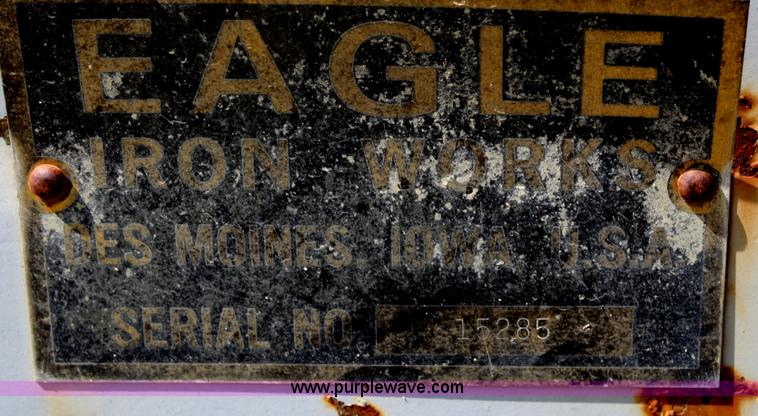 EAGLE
IRON WORKS
DES MOINES, IOWA, U.S.A.
SERIAL NO. 15285
www.purplewave.com